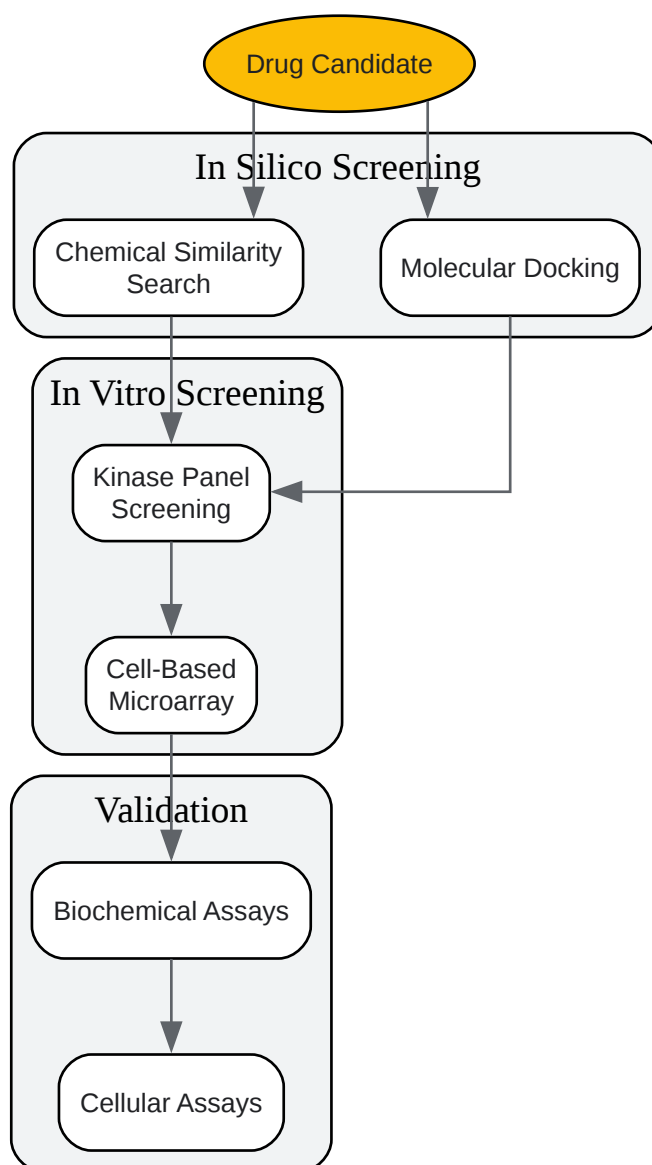 Drug Candidate
In Silico Screening
Chemical Similarity
Search
Molecular Docking
In Vitro Screening
Kinase Panel
Screening
Cell-Based
Microarray
Validation
Biochemical Assays
Cellular Assays